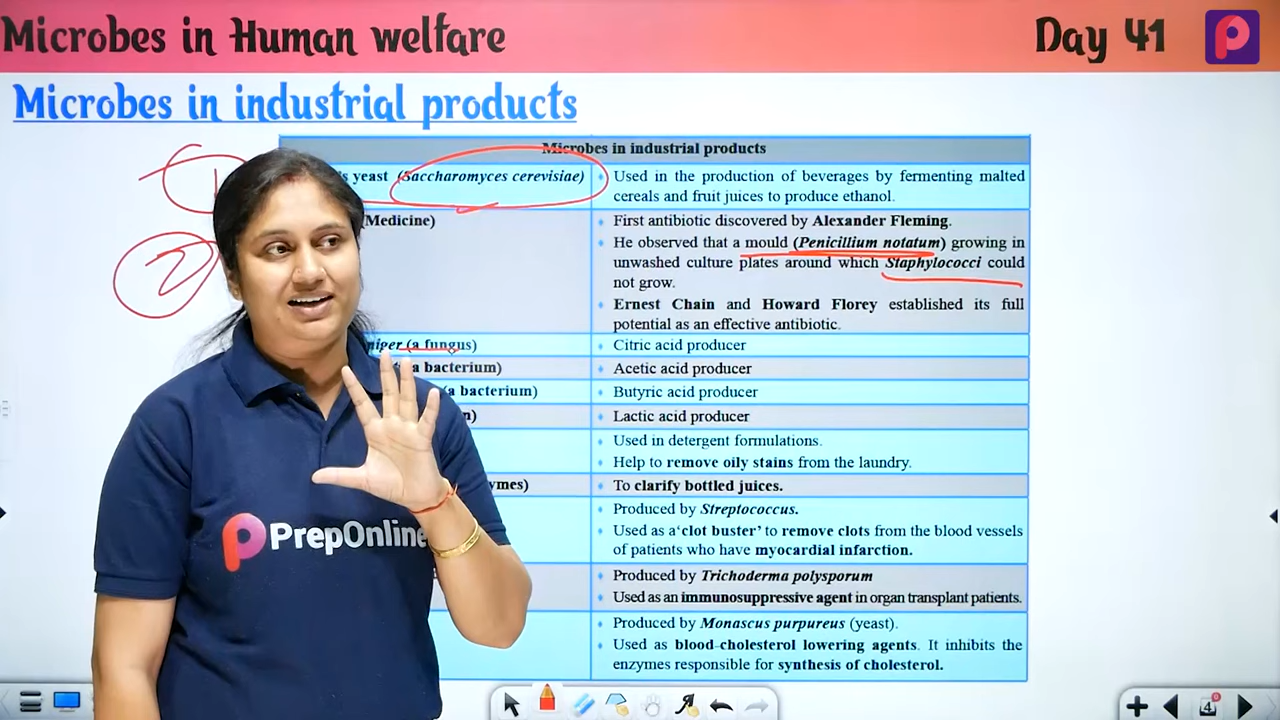 Microbes in Human welfare
Day 41
Microbes in industrial products
Microbes in industrial products
's yeast (Saccharomyces cerevisiae)
Used in the production of beverages by fermenting malted
cereals and fruit juices to produce ethanol.
(Medicine)
First antibiotic discovered by Alexander Fleming.
He observed that a mould (Penicillium notatum) growing in
unwashed culture plates around which Staphylococci could
not grow.
Ernest Chain and Howard Florey established its full
potential as an effective antibiotic.
niger (a fungus)
Citric acid producer
a bacterium)
Acetic acid producer
(a bacterium)
Butyric acid producer
Lactic acid producer
Used in detergent formulations.
Help to remove oily stains from the laundry.
To clarify bottled juices.
Produced by Streptococcus.
Used as a‘clot buster’ to remove clots from the blood vessels
of patients who have myocardial infarction.
Produced by Trichoderma polysporum
Used as an immunosuppressive agent in organ transplant patients.
Produced by Monascus purpureus (yeast).
Used as blood-cholesterol lowering agents. It inhibits the
enzymes responsible for synthesis of cholesterol.
1
2
PrepOnline
4